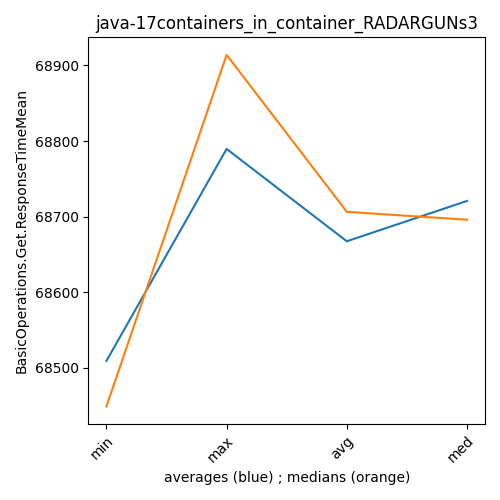 java-17containers_in_container_RADARGUNs3
BasicOperations.Get.ResponseTimeMean
68900
68800
68700
68600
68500
min
max
avg
med
averages (blue) ; medians (orange)